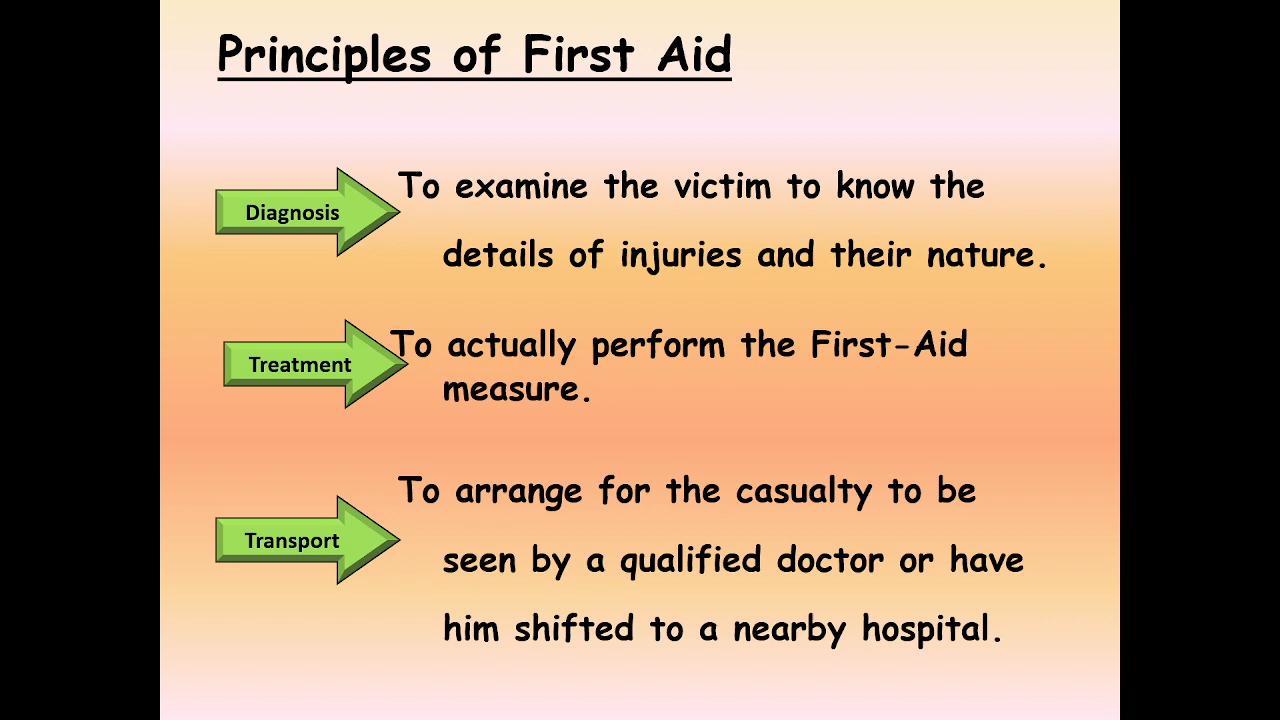 Principles of First Aid
Diagnosis
To examine the victim to know the
details of injuries and their nature.
Treatment
To actually perform the First-Aid
measure.
Transport
To arrange for the casualty to be
seen by a qualified doctor or have
him shifted to a nearby hospital.